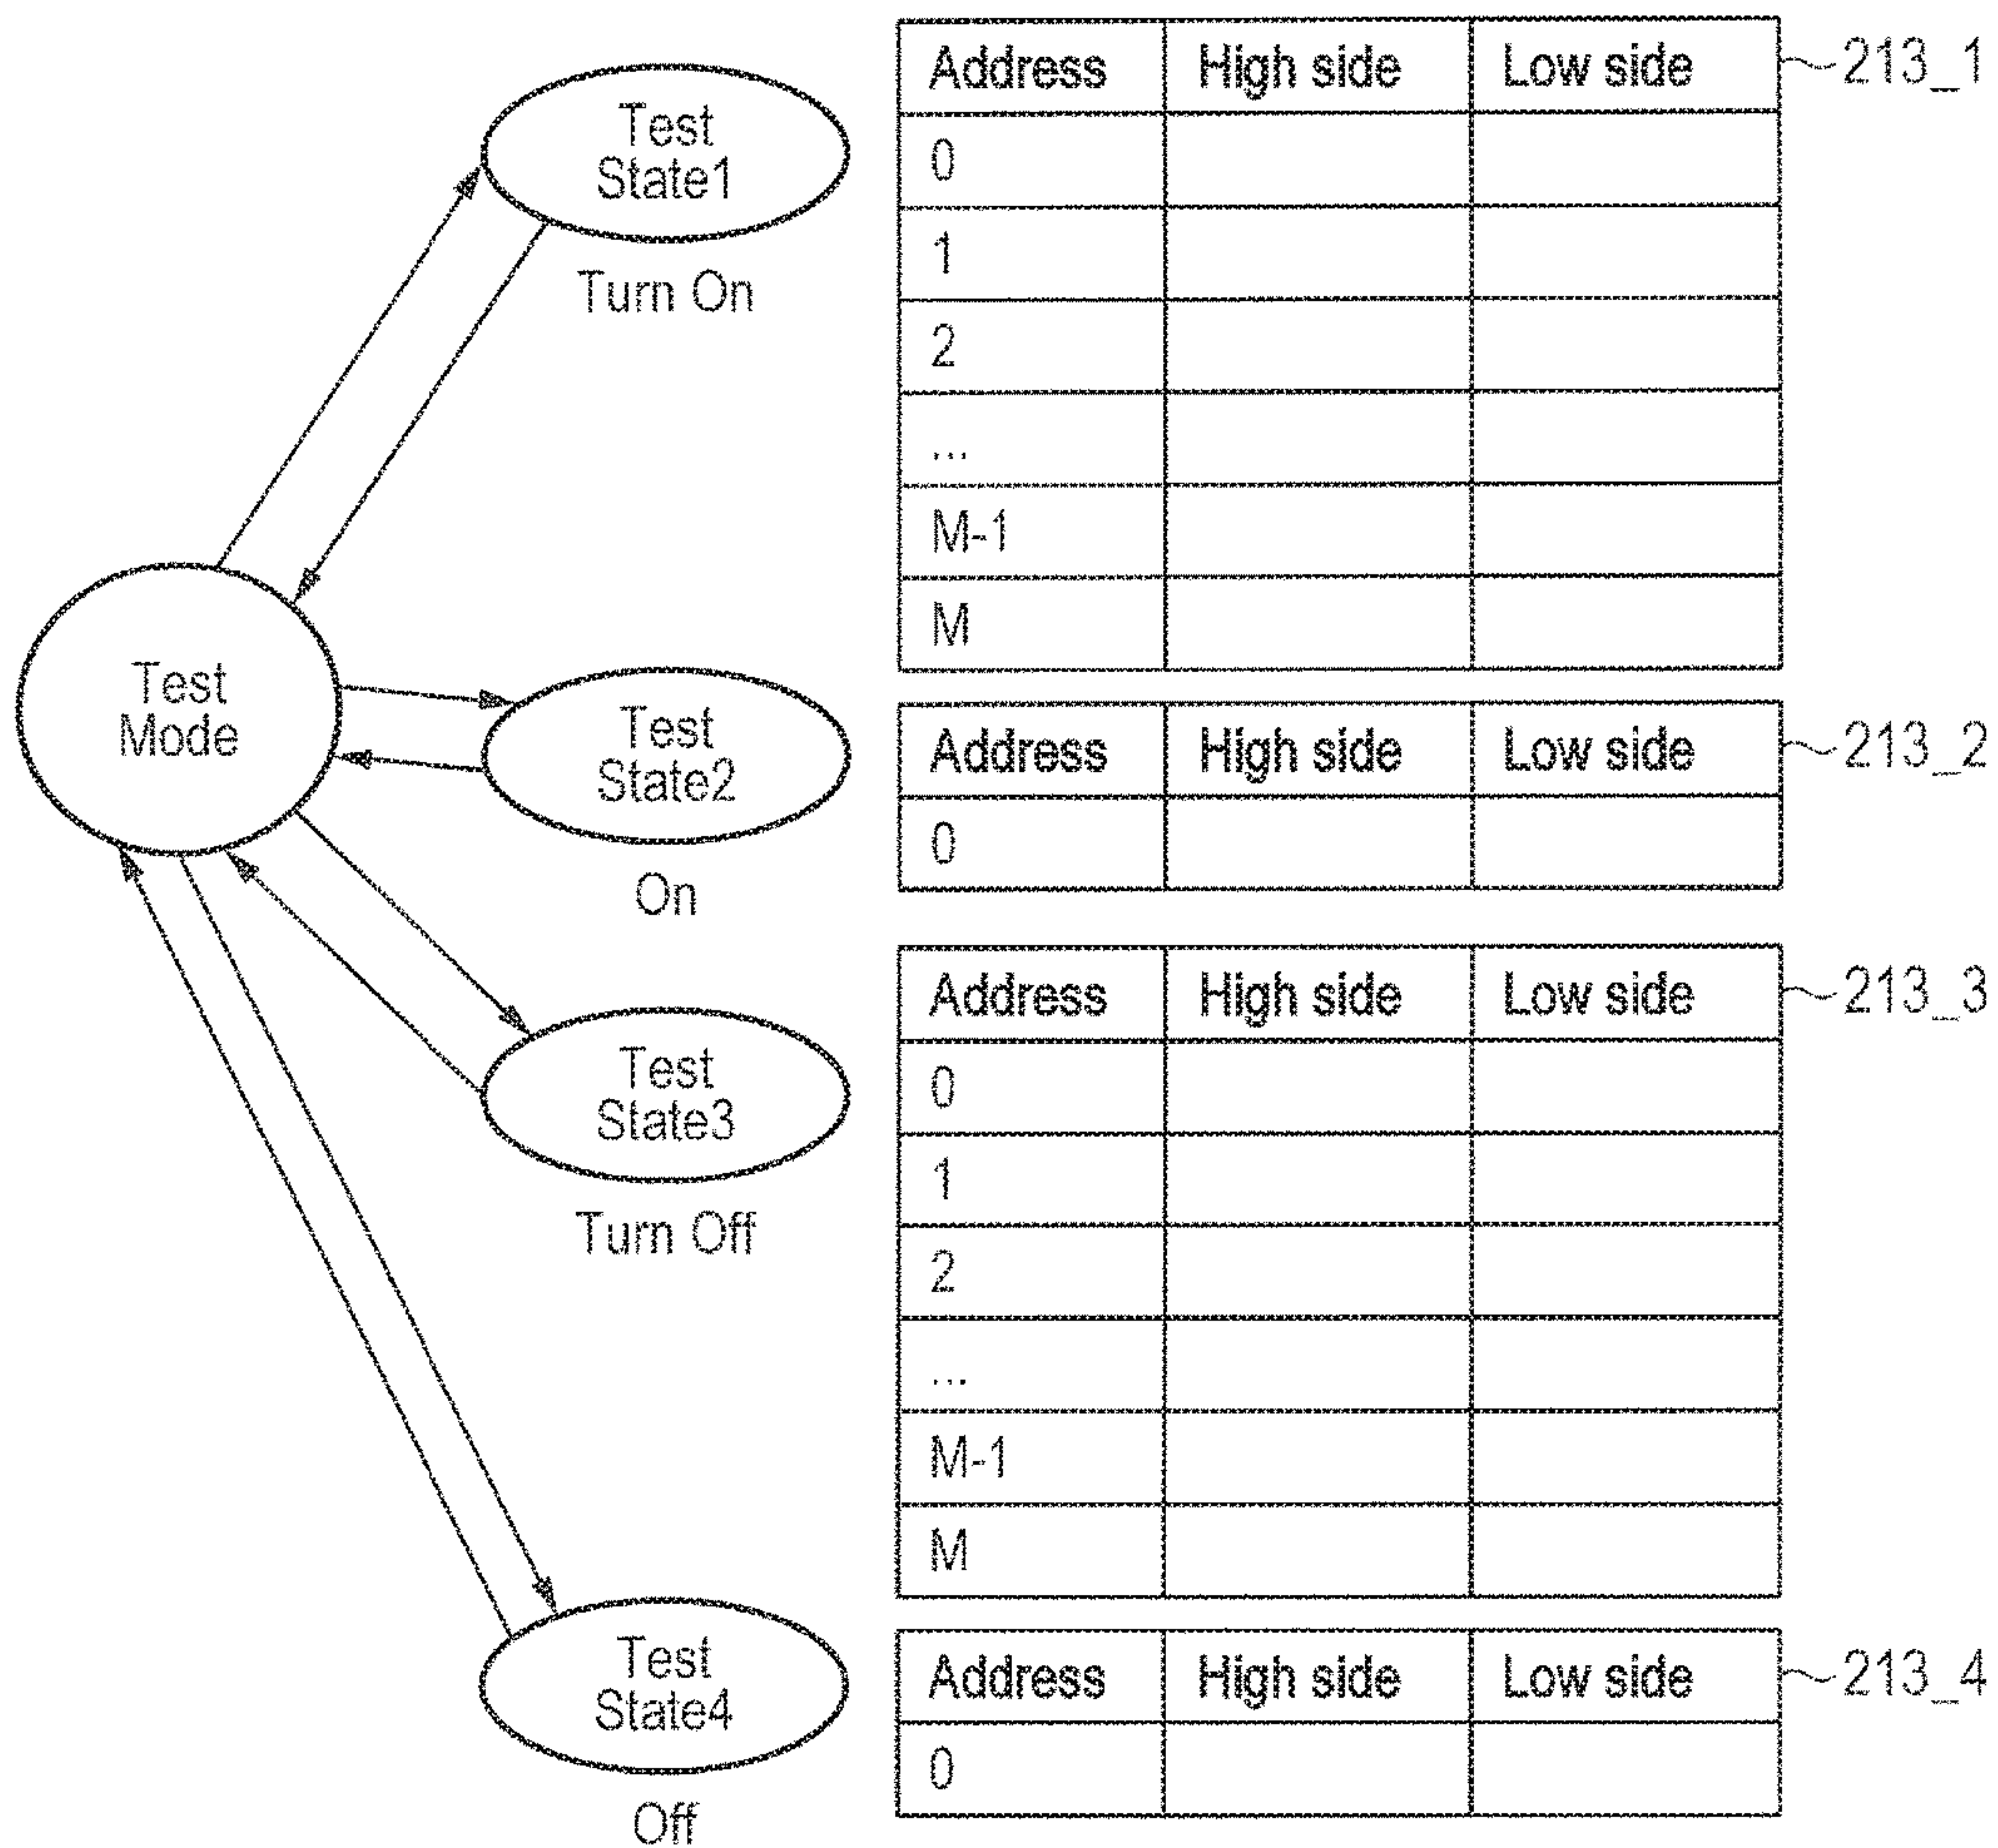 Test
Mode
Test
State1
Turn On
Address High side Low side 213_1
0
1
2
...
M-1
M
Test
State2
On
Address High side Low side 213_2
0
Test
State3
Turn Off
Address High side Low side 213_3
0
1
2
...
M-1
M
Test
State4
Off
Address High side Low side 213_4
0